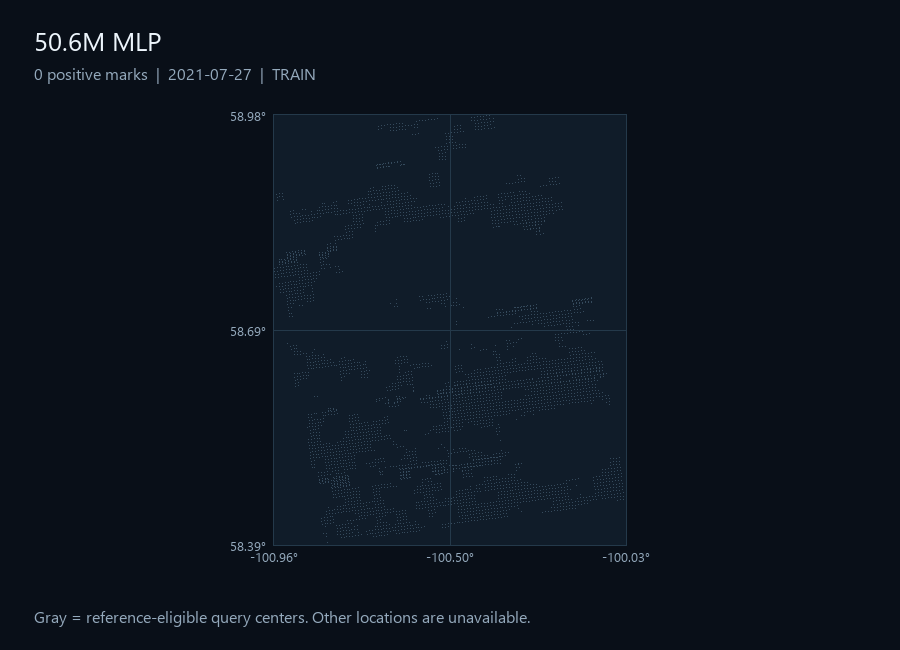 50.6M MLP
0 positive marks | 2021-07-27 | TRAIN
58.98°
58.69°
58.39°
-100.96°
-100.50°
-100.03°
Gray = reference-eligible query centers. Other locations are unavailable.